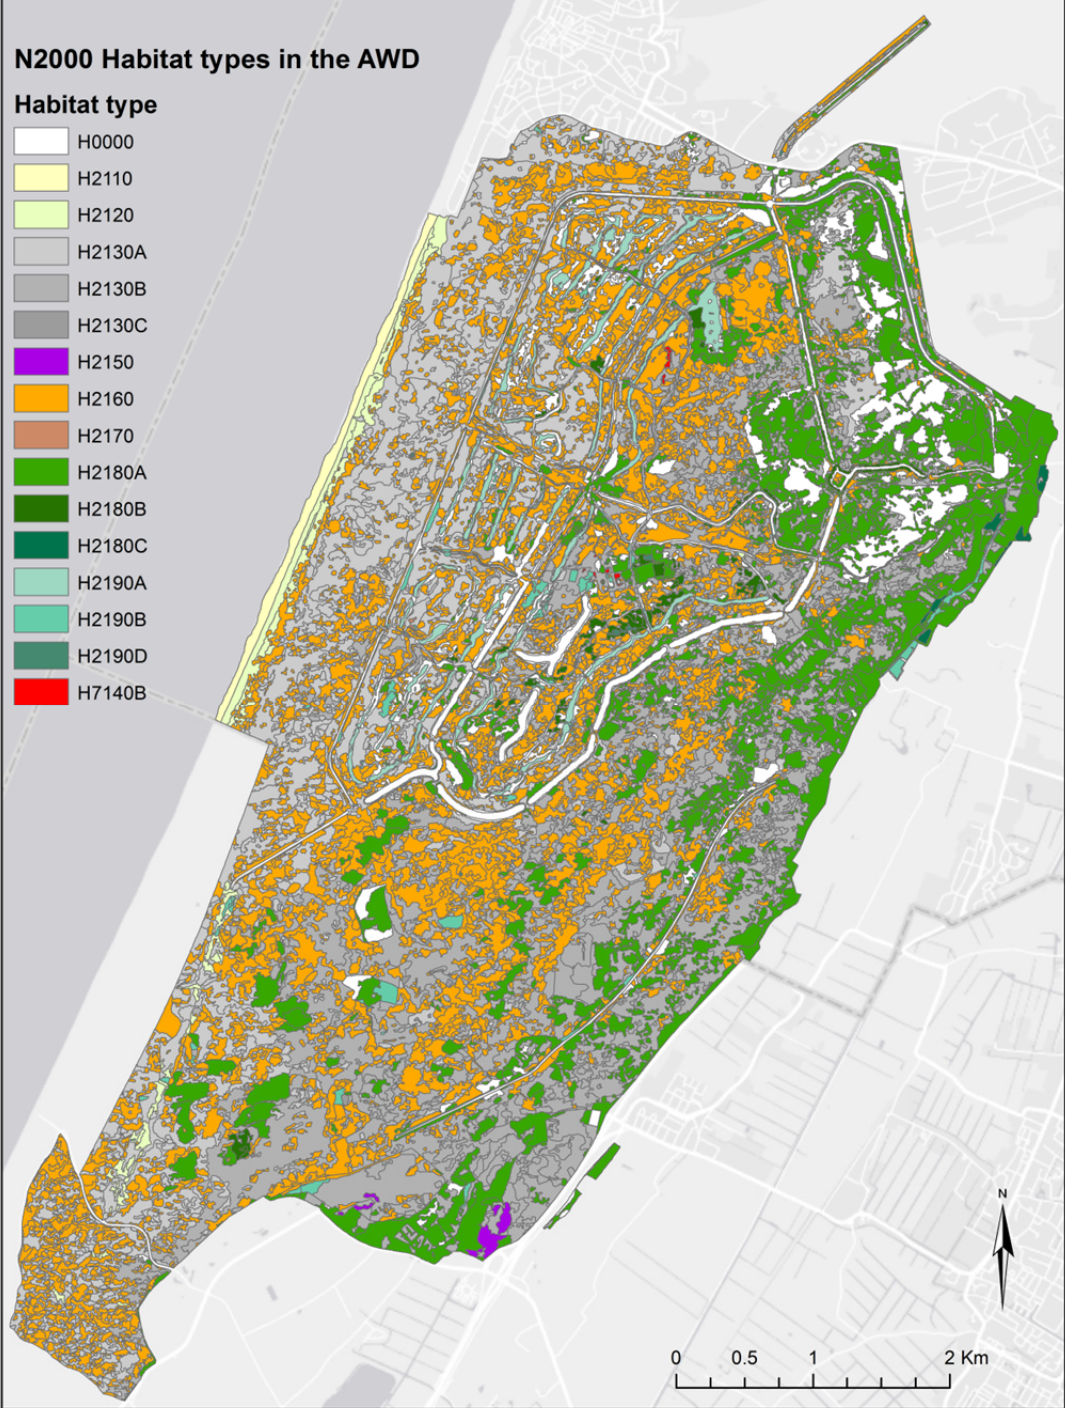 N2000 Habitat types in the AWD
Habitat type
H0000
H2110
H2120
H2130A
H2130B
H2130C
H2150
H2160
H2170
H2180A
H2180B
H2180C
H2190A
H2190B
H2190D
H7140B
N
0 0.5 1 2 Km